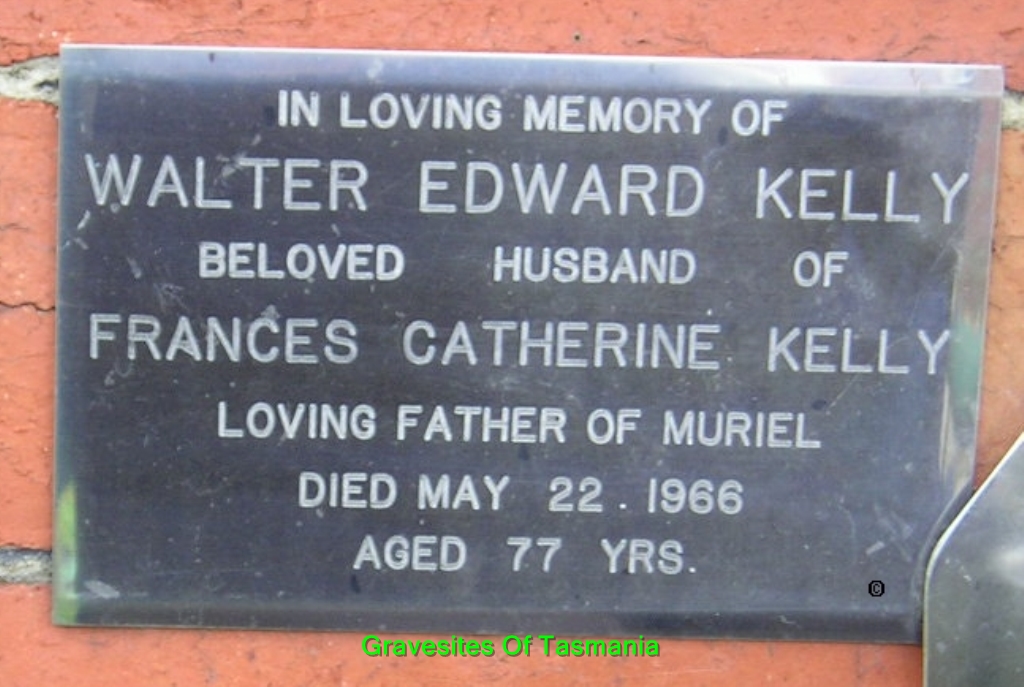 IN LOVING MEMORY OF
WALTER EDWARD KELLY
BELOVED HUSBAND OF
FRANCES CATHERINE KELLY
LOVING FATHER OF MURIEL
DIED MAY 22. 1966
AGED 77 YRS.
©
Gravesites Of Tasmania